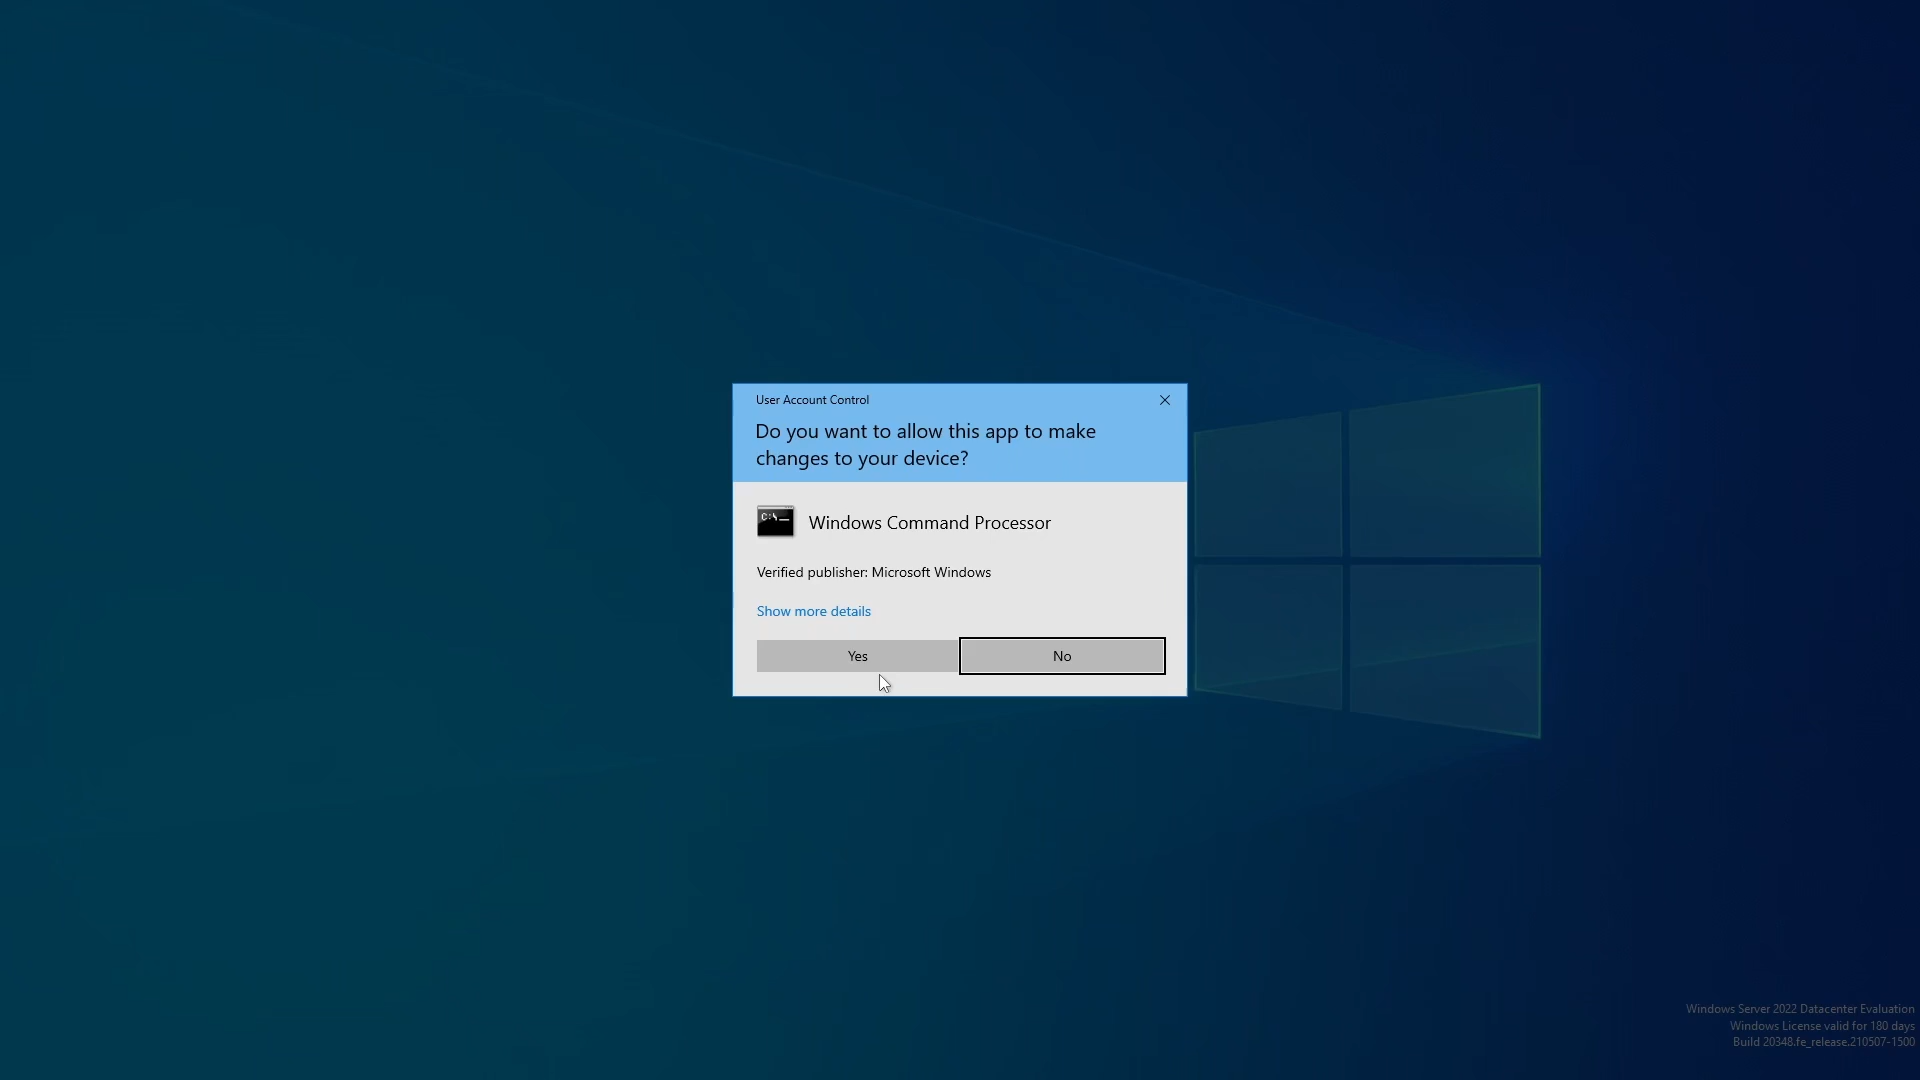 User Account Control
Do you want to allow this app to make
changes to your device?
C:\_
Windows Command Processor
Verified publisher: Microsoft Windows
Show more details
Yes
No
Windows Server 2022 Datacenter Evaluation
Windows License valid for 180 days
Build 20348.fe_release.210507-1500